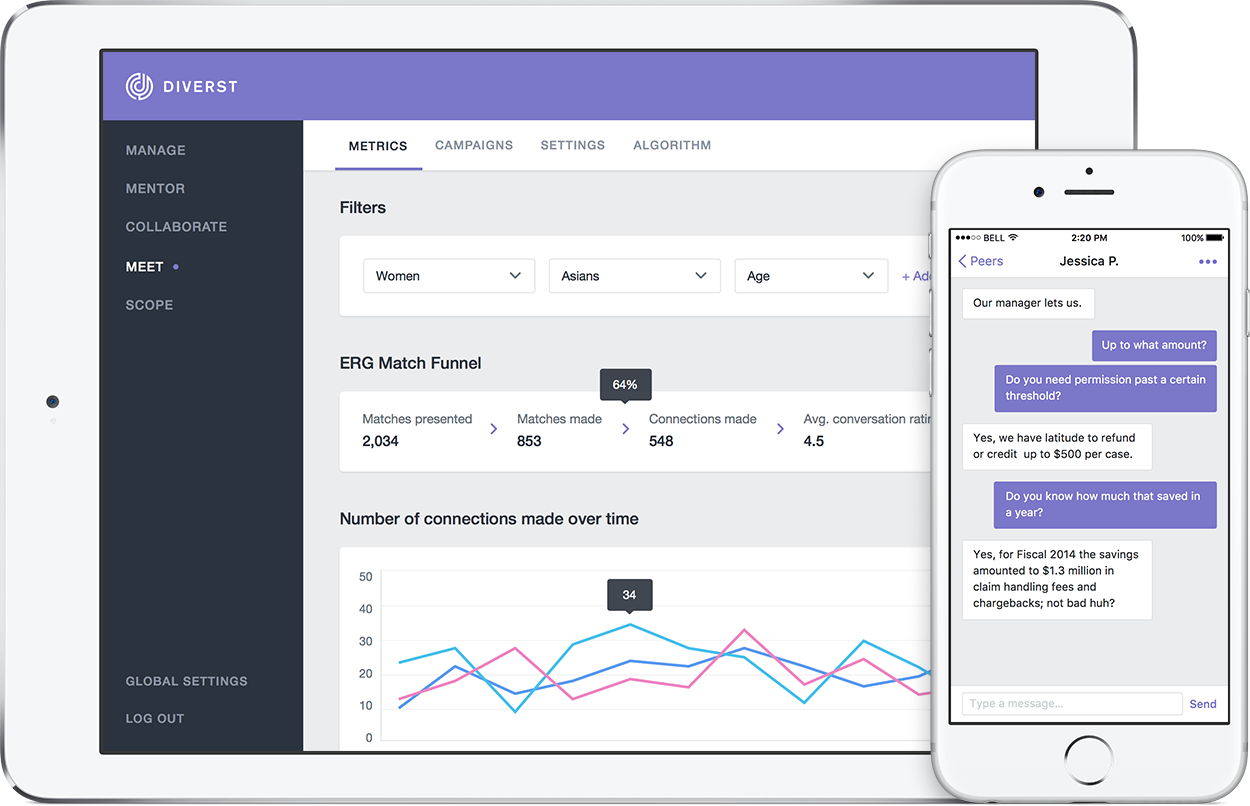 DIVERST
MANAGE
MENTOR
COLLABORATE
MEET
SCOPE
GLOBAL SETTINGS
LOG OUT
METRICS CAMPAIGNS SETTINGS ALGORITHM
Filters
Women Asians Age +
ERG Match Funnel
64%
Matches presented Matches made Connections made Avg. conversation
2,034 853 548 4.5
Number of connections made over time
34
50
40
30
20
10
0
BELL 2:20 PM 100%
Peers Jessica P.
Our manager lets us.
Up to what amount?
Do you need permission past a certain
threshold?
Yes, we have latitude to refund
or credit up to $500 per case.
Do you know how much that saved in
a year?
Yes, for Fiscal 2014 the savings
amounted to $1.3 million in
claim handling fees and
chargebacks; not bad huh?
Type a message... Send